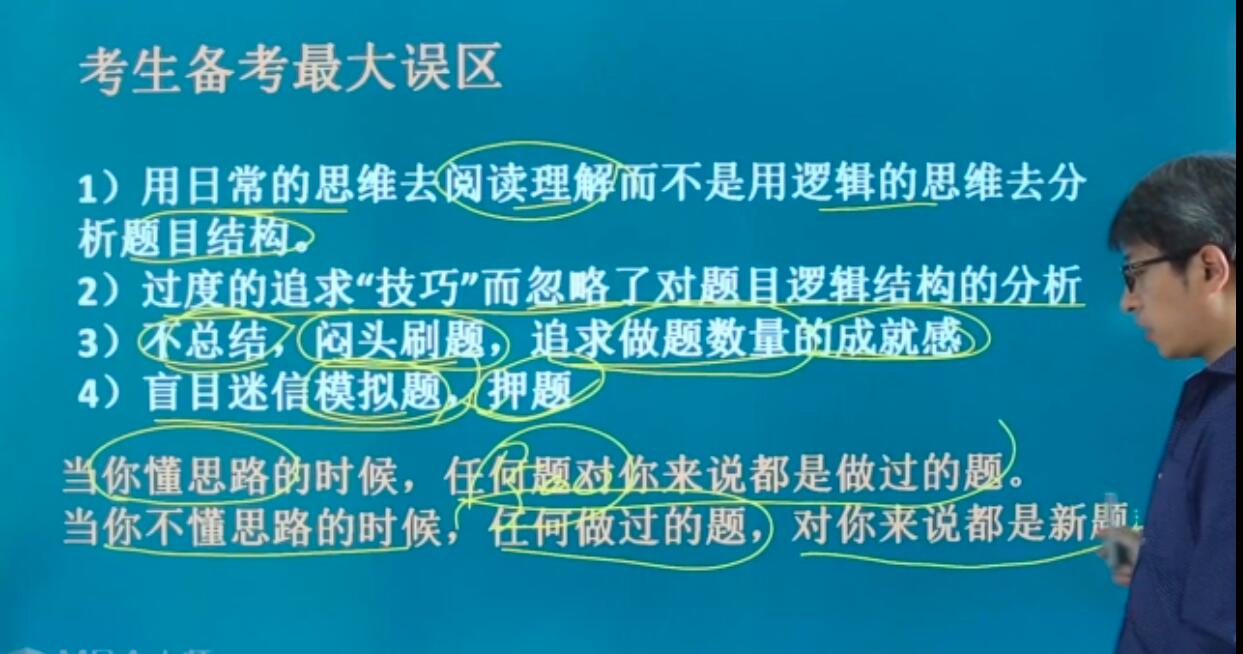 考生备考最大误区
1）用日常的思维去阅读理解而不是用逻辑的思维去分
析题目结构。
2）过度的追求“技巧”而忽略了对题目逻辑结构的分析
3）不总结，闷头刷题，追求做题数量的成就感
4）盲目迷信模拟题，押题
当你懂思路的时候，任何题对你来说都是做过的题。
当你不懂思路的时候，任何做过的题，对你来说都是新题